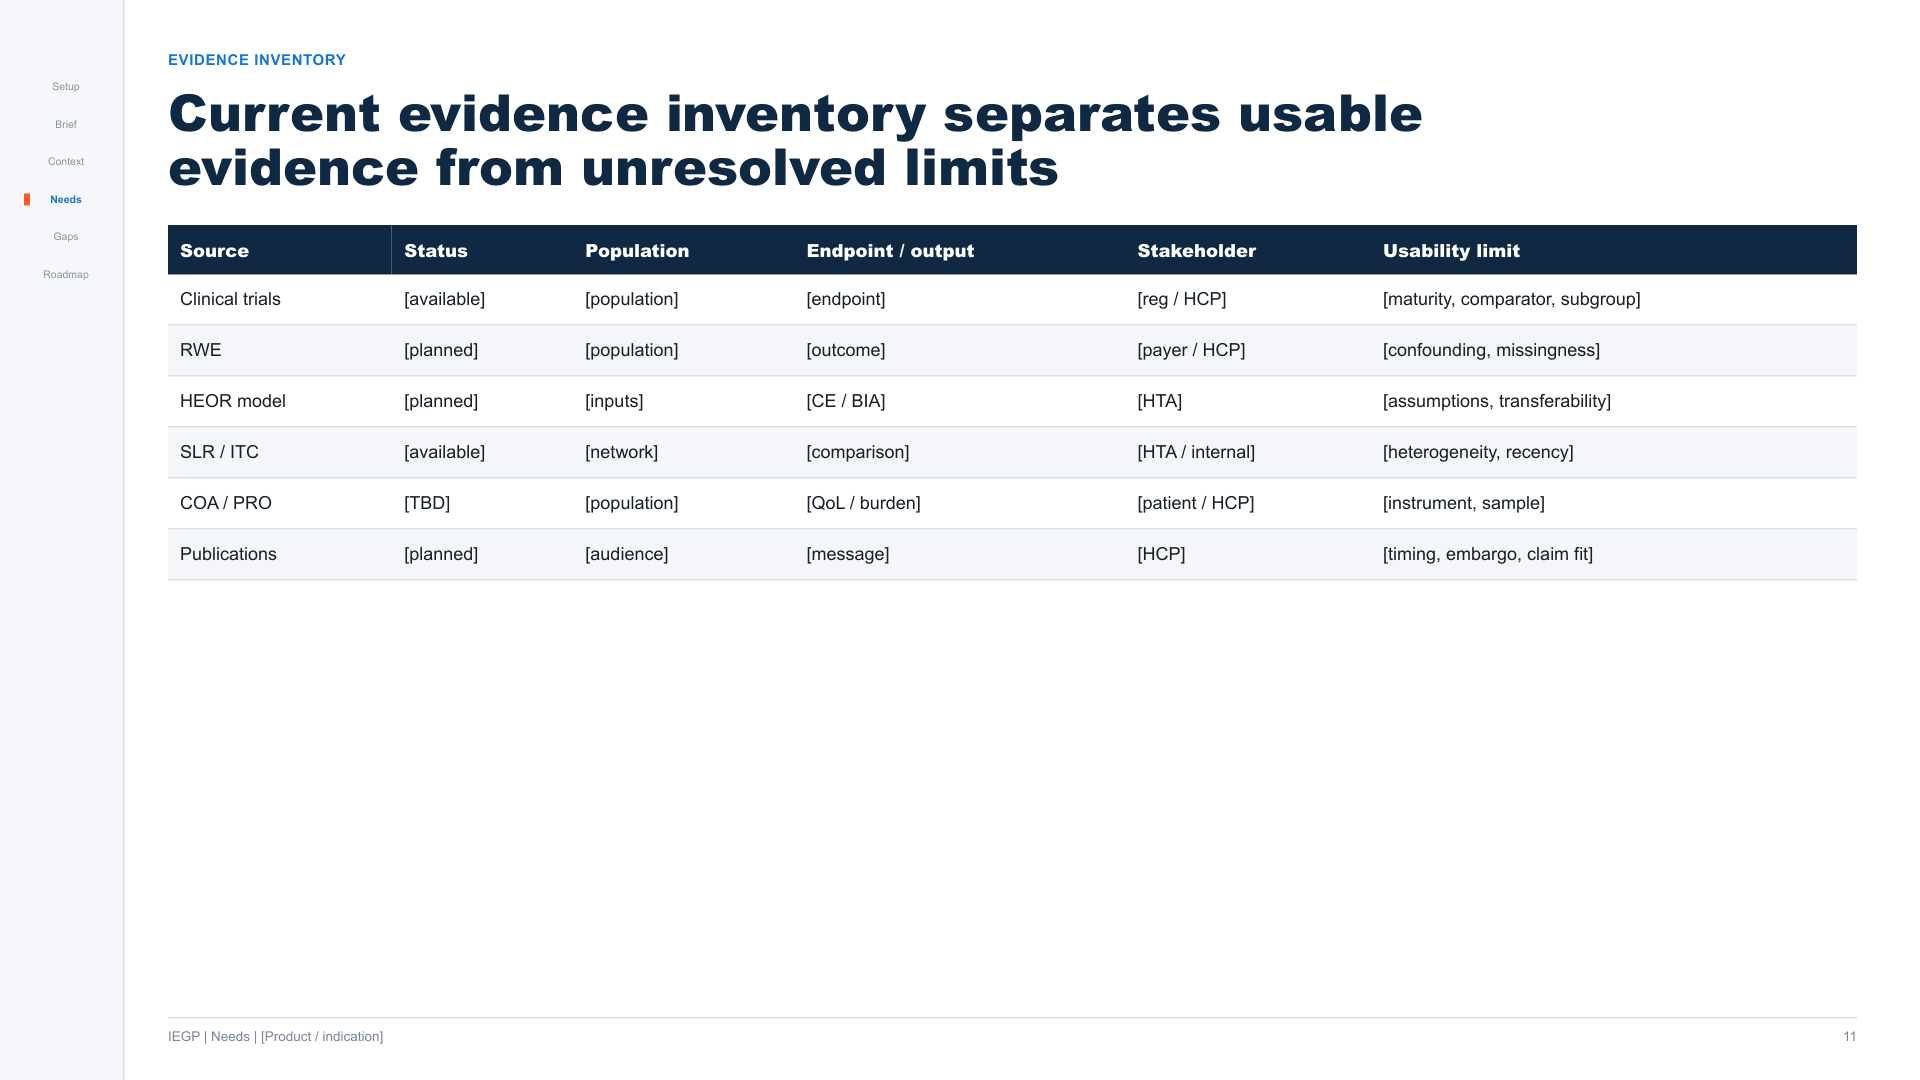 Setup
Brief
Context
Needs
Gaps
Roadmap
EVIDENCE INVENTORY
Current evidence inventory separates usable
evidence from unresolved limits
Source Status Population Endpoint / output Stakeholder Usability limit
Clinical trials [available] [population] [endpoint] [reg / HCP] [maturity, comparator, subgroup]
RWE [planned] [population] [outcome] [payer / HCP] [confounding, missingness]
HEOR model [planned] [inputs] [CE / BIA] [HTA] [assumptions, transferability]
SLR / ITC [available] [network] [comparison] [HTA / internal] [heterogeneity, recency]
COA / PRO [TBD] [population] [QoL / burden] [patient / HCP] [instrument, sample]
Publications [planned] [audience] [message] [HCP] [timing, embargo, claim fit]
IEGP | Needs | [Product / indication] 11